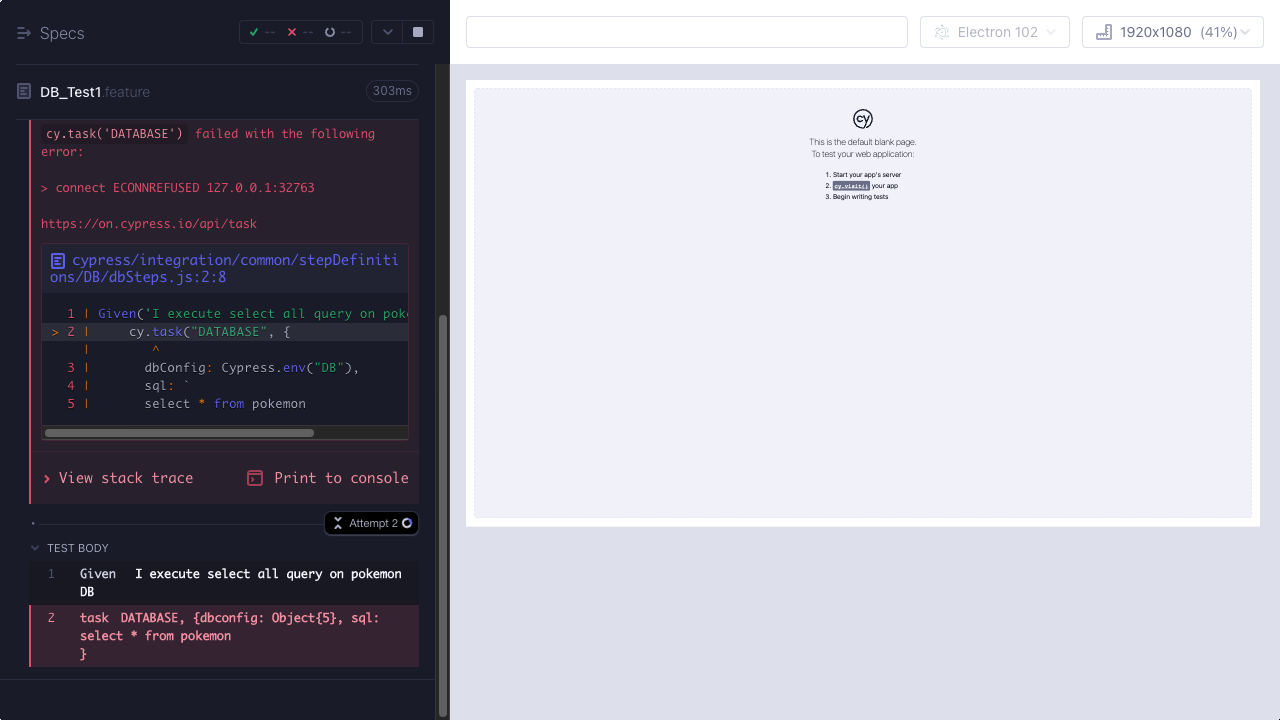 Specs
-- -- --
DB_Test1.feature
303ms
cy.task('DATABASE') failed with the following
error:
> connect ECONNREFUSED 127.0.0.1:32763
https://on.cypress.io/api/task
cypress/integration/common/stepDefiniti
ons/DB/dbSteps.js:2:8
1 | Given('I execute select all query on poke
> 2 | cy.task("DATABASE", {
| ^
3 | dbConfig: Cypress.env("DB"),
4 | sql: `
5 | select * from pokemon
View stack trace
Print to console
Attempt 2
TEST BODY
1 Given I execute select all query on pokemon
DB
2 task DATABASE, {dbconfig: Object{5}, sql:
select * from pokemon
}
Electron 102
1920x1080 (41%)
cy
This is the default blank page.
To test your web application:
1. Start your app's server
2. cy.visit() your app
3. Begin writing tests